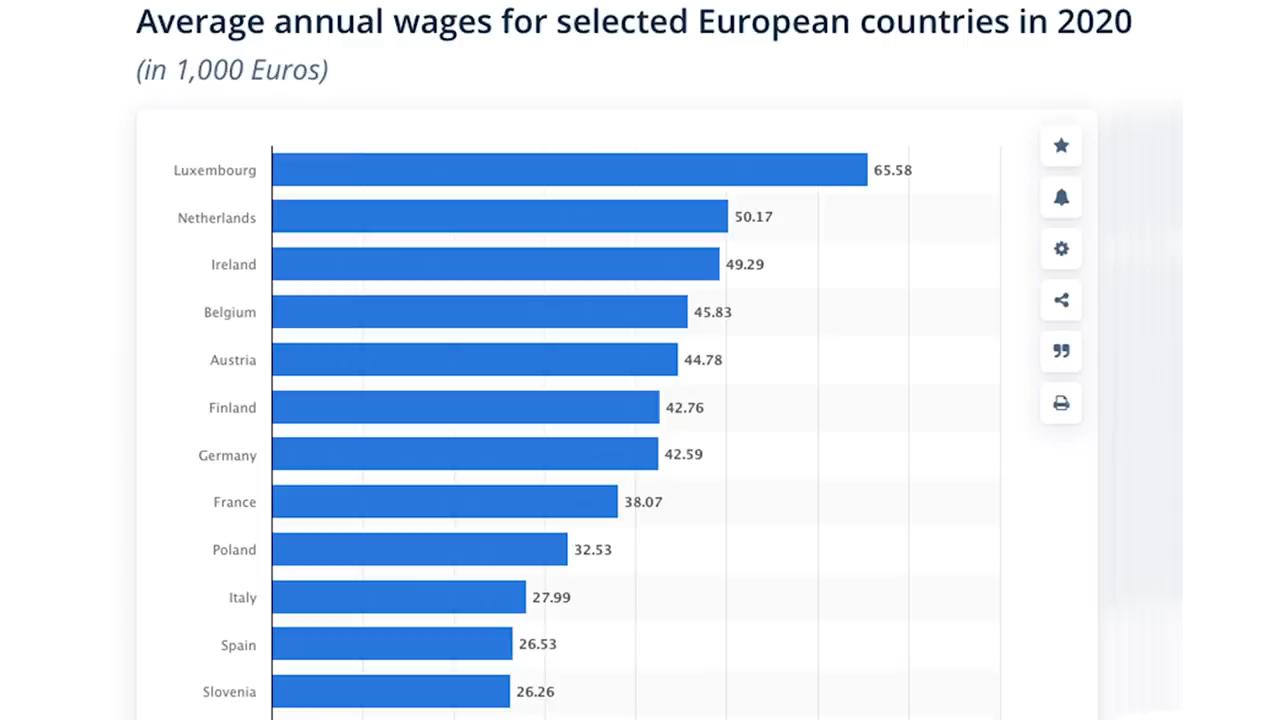 Average annual wages for selected European countries in 2020
(in 1,000 Euros)
Luxembourg 65.58
Netherlands 50.17
Ireland 49.29
Belgium 45.83
Austria 44.78
Finland 42.76
Germany 42.59
France 38.07
Poland 32.53
Italy 27.99
Spain 26.53
Slovenia 26.26